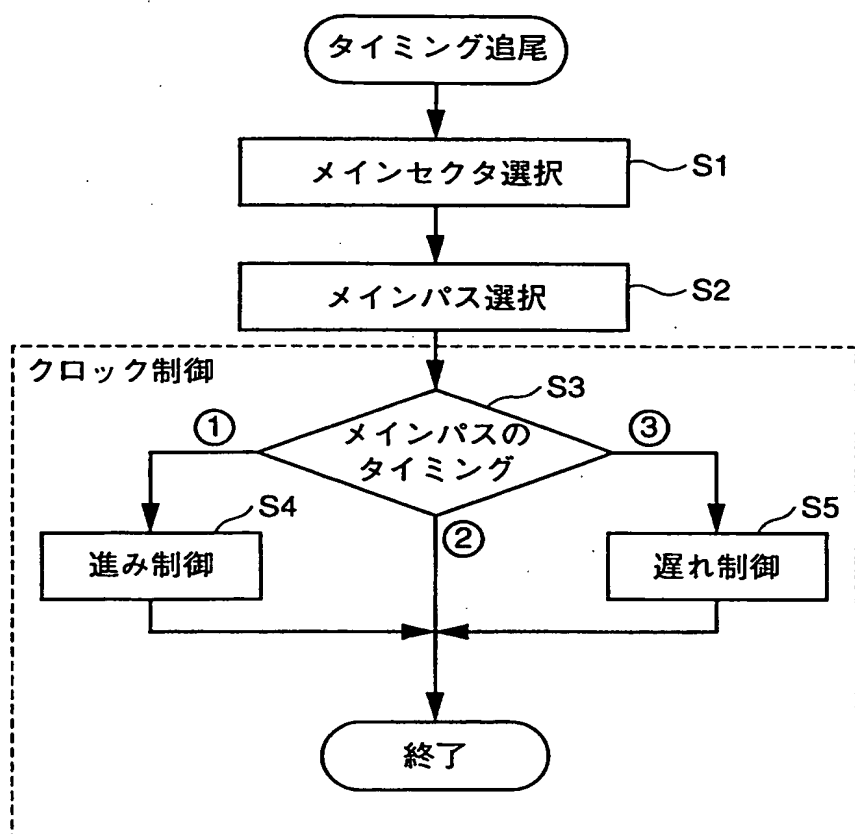 タイミング追尾
メインセクタ選択
S1
メインパス選択
S2
クロック制御
S3
①
メインパスの
タイミング
③
S4
進み制御
②
S5
遅れ制御
終了